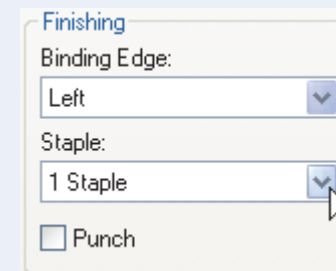 Finishing
Binding Edge:
Left
Staple:
1 Staple
Punch